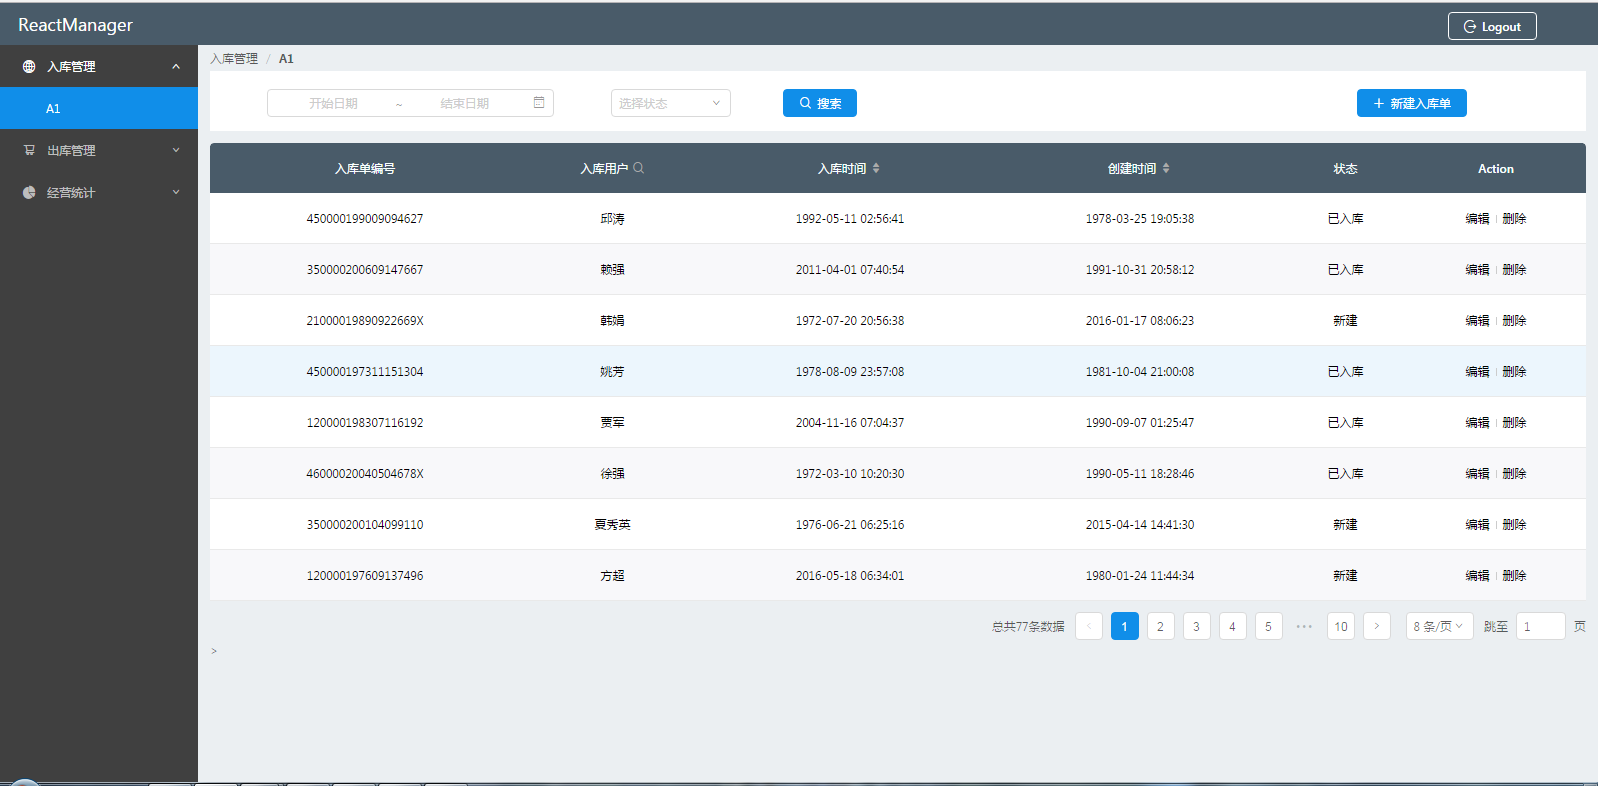 ReactManager
Logout
入库管理
A1
出库管理
经营统计
入库管理 / A1
开始日期 ~ 结束日期 选择状态 搜索 新建入库单
入库单编号 入库用户 入库时间 创建时间 状态 Action
450000199009094627 邱涛 1992-05-11 02:56:41 1978-03-25 19:05:38 已入库 编辑 删除
350000200609147667 赖强 2011-04-01 07:40:54 1991-10-31 20:58:12 已入库 编辑 删除
21000019890922669X 韩娟 1972-07-20 20:56:38 2016-01-17 08:06:23 新建 编辑 删除
450000197311151304 姚芳 1978-08-09 23:57:08 1981-10-04 21:00:08 已入库 编辑 删除
120000198307116192 贾军 2004-11-16 07:04:37 1990-09-07 01:25:47 已入库 编辑 删除
46000020040504678X 徐强 1972-03-10 10:20:30 1990-05-11 18:28:46 已入库 编辑 删除
350000200104099110 夏秀英 1976-06-21 06:25:16 2015-04-14 14:41:30 新建 编辑 删除
120000197609137496 方超 2016-05-18 06:34:01 1980-01-24 11:44:34 新建 编辑 删除
总共77条数据 < 1 2 3 4 5 ••• 10 > 8 条/页 跳至 1 页
>